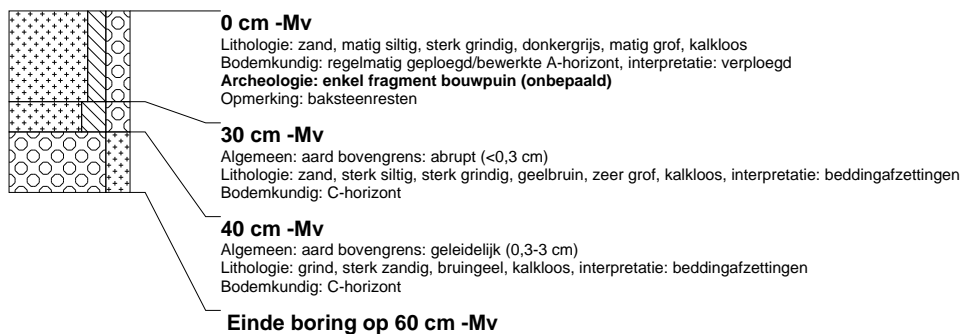 0 cm -Mv
Lithologie: zand, matig siltig, sterk grindig, donkergrijs, matig grof, kalkloos
Bodemkundig: regelmatig geploegd/bewerkte A-horizont, interpretatie: verploegd
Archeologie: enkel fragment bouwpuin (onbepaald)
Opmerking: baksteenresten
30 cm -Mv
Algemeen: aard bovengrens: abrupt (<0,3 cm)
Lithologie: zand, sterk siltig, sterk grindig, geelbruin, zeer grof, kalkloos, interpretatie: beddingafzettingen
Bodemkundig: C-horizont
40 cm -Mv
Algemeen: aard bovengrens: geleidelijk (0,3-3 cm)
Lithologie: grind, sterk zandig, bruingeel, kalkloos, interpretatie: beddingafzettingen
Bodemkundig: C-horizont
Einde boring op 60 cm -Mv